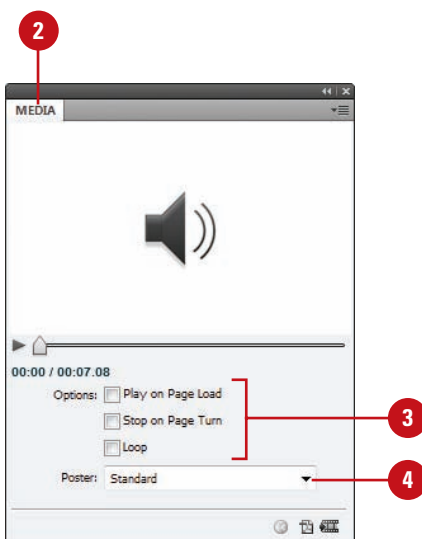 2
MEDIA
00:00 / 00:07.08
Options: Play on Page Load
Stop on Page Turn
Loop
3
Poster: Standard
4